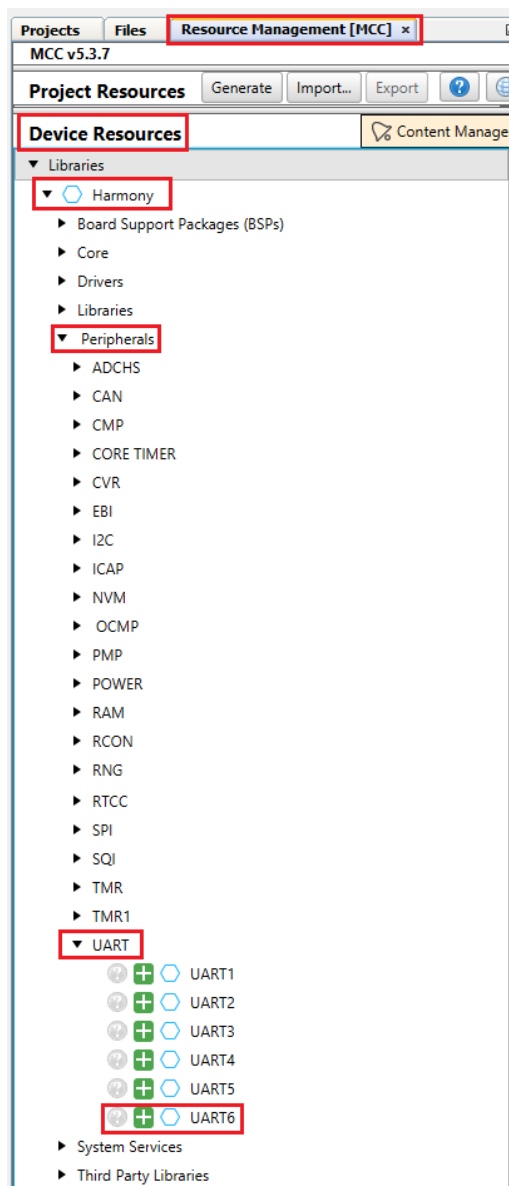 Projects Files Resource Management [MCC] ×
MCC v5.3.7
Project Resources Generate Import... Export ?
Device Resources Content Manage
▼ Libraries
▼ Harmony
▶ Board Support Packages (BSPs)
▶ Core
▶ Drivers
▶ Libraries
▼ Peripherals
▶ ADCHS
▶ CAN
▶ CMP
▶ CORE TIMER
▶ CVR
▶ EBI
▶ I2C
▶ ICAP
▶ NVM
▶ OCMP
▶ PMP
▶ POWER
▶ RAM
▶ RCON
▶ RNG
▶ RTCC
▶ SPI
▶ SQI
▶ TMR
▶ TMR1
▼ UART
? + UART1
? + UART2
? + UART3
? + UART4
? + UART5
? + UART6
▶ System Services
▶ Third Party Libraries